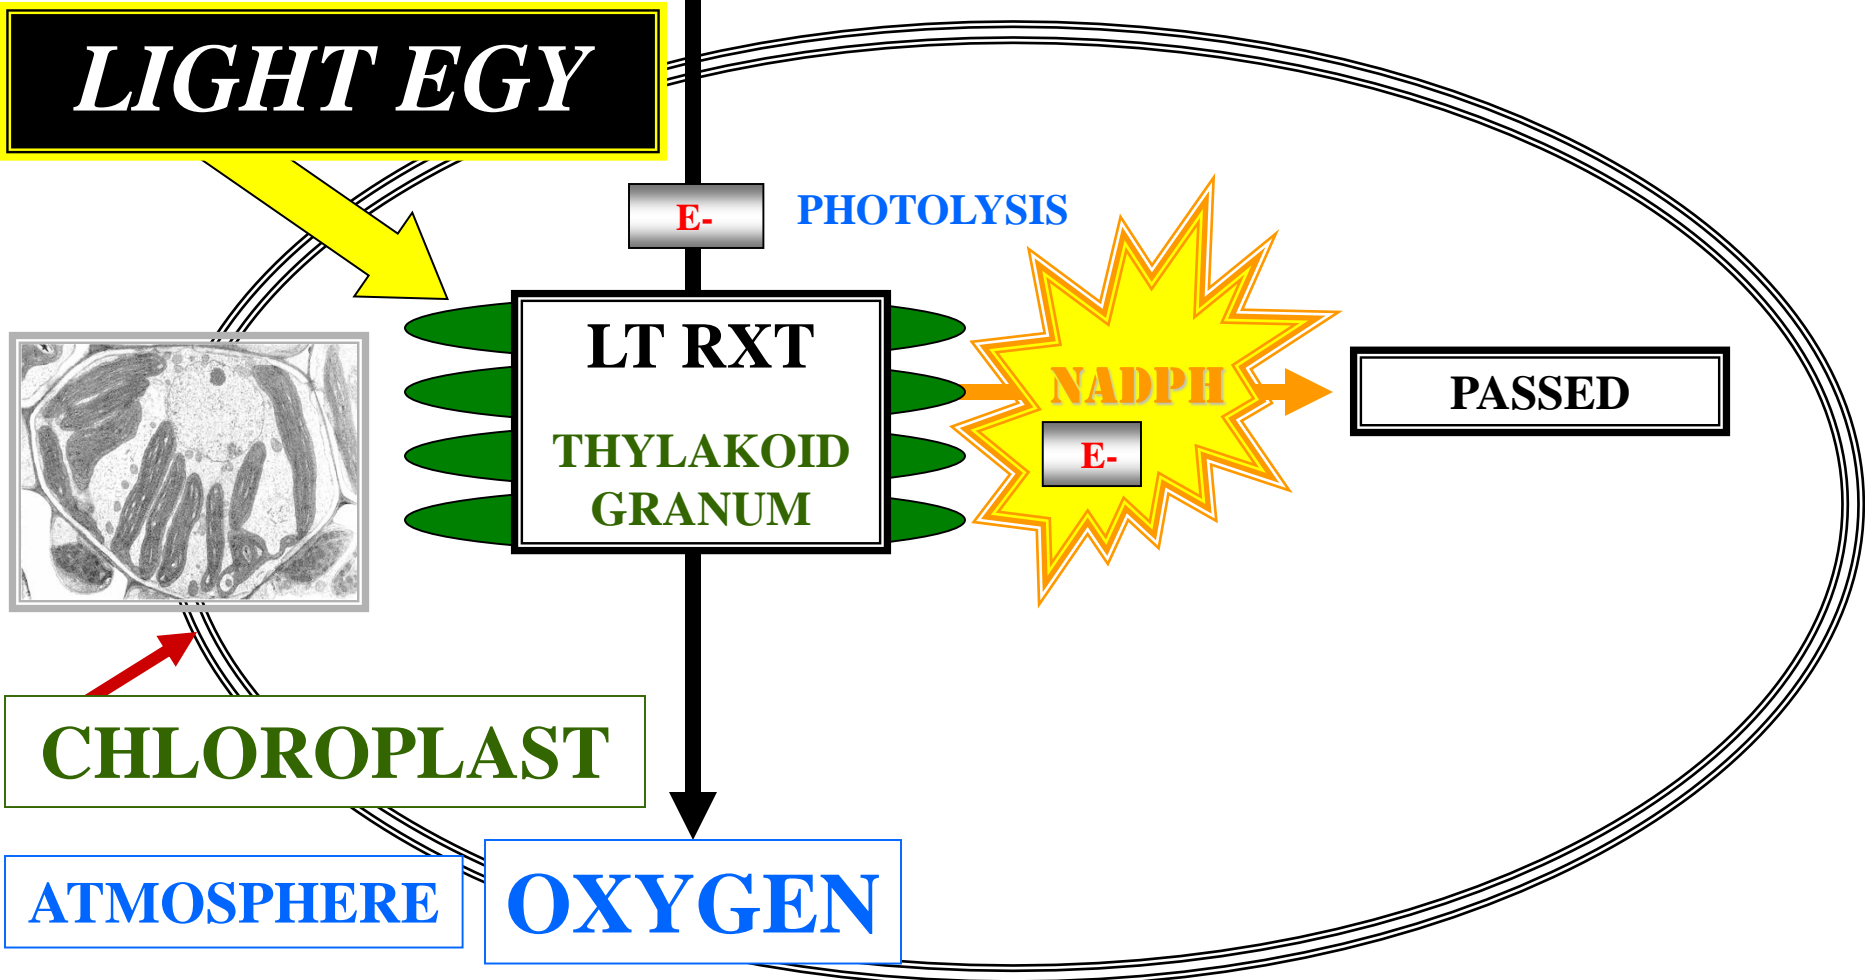 LIGHT EGY
E-
PHOTOLYSIS
LT RXT
THYLAKOID
GRANUM
NADPH
E-
PASSED
CHLOROPLAST
ATMOSPHERE
OXYGEN